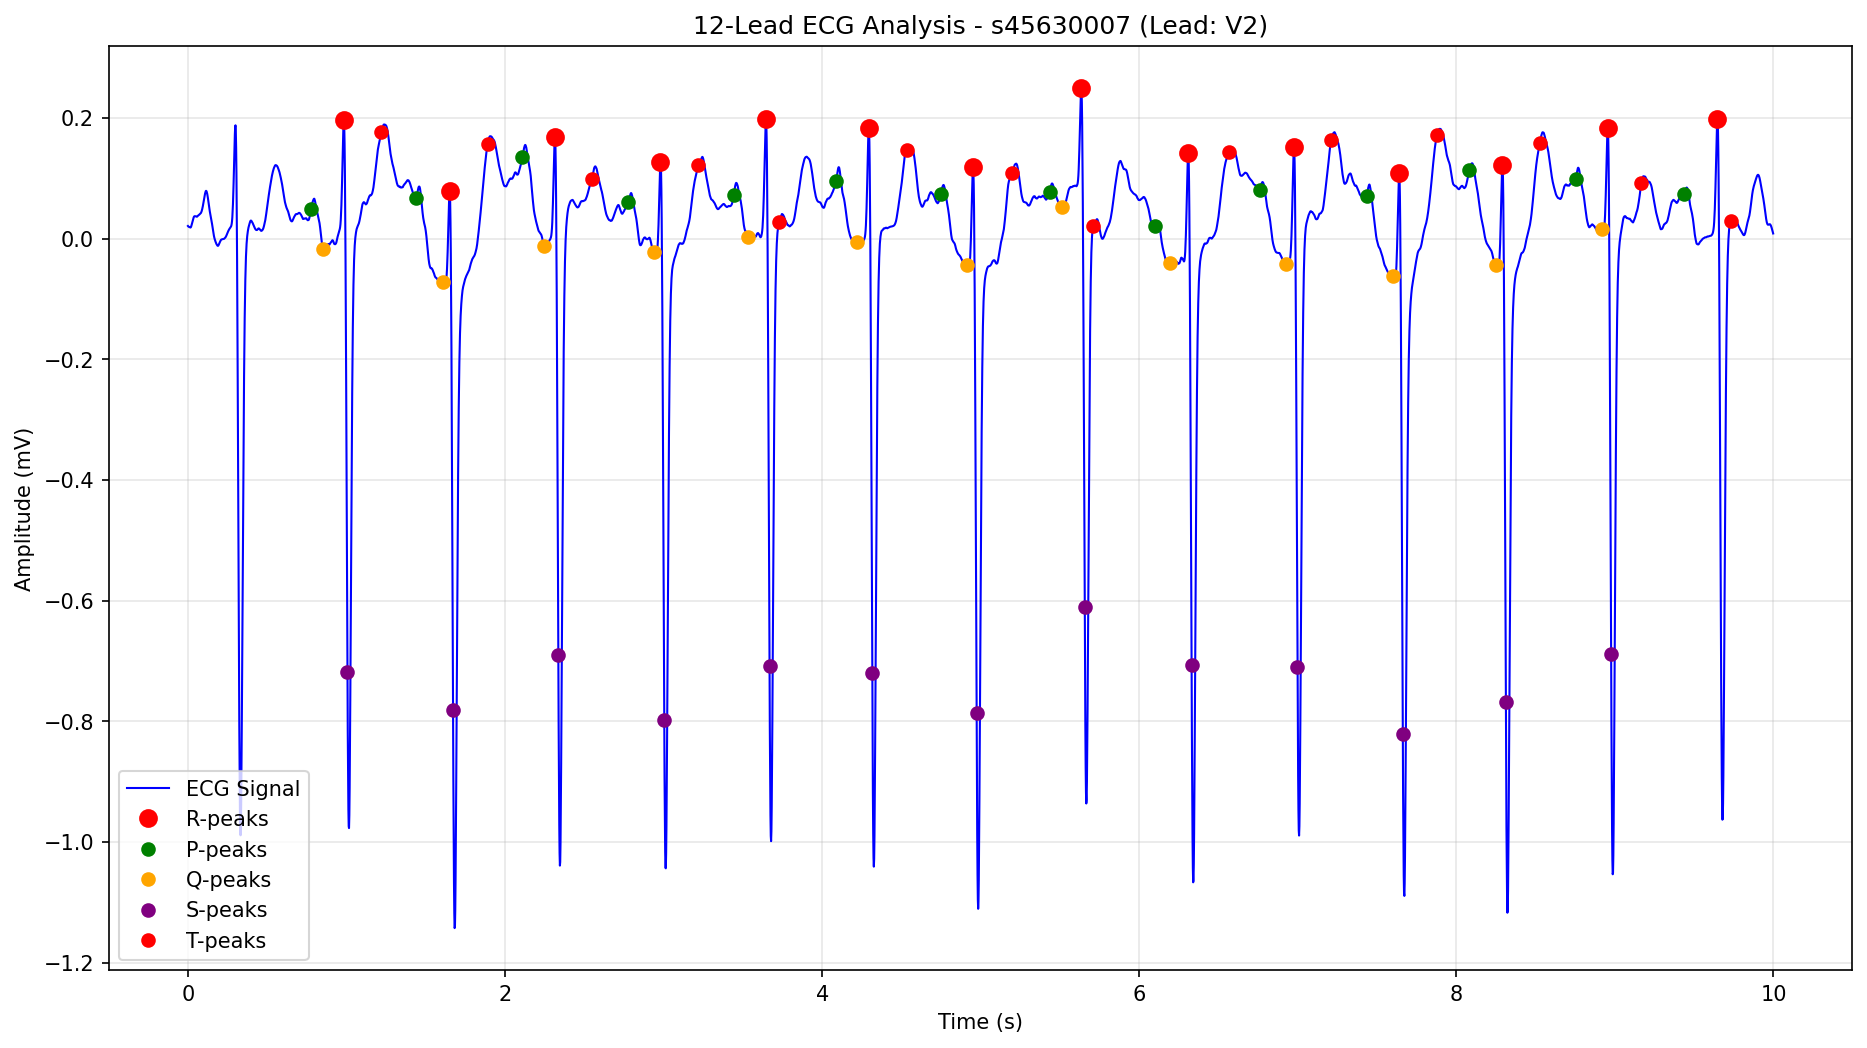 12-Lead ECG Analysis - s45630007 (Lead: V2)
Amplitude (mV)
0.2
0.0
−0.2
−0.4
−0.6
−0.8
−1.0
−1.2
ECG Signal
R-peaks
P-peaks
Q-peaks
S-peaks
T-peaks
0 2 4 6 8 10
Time (s)